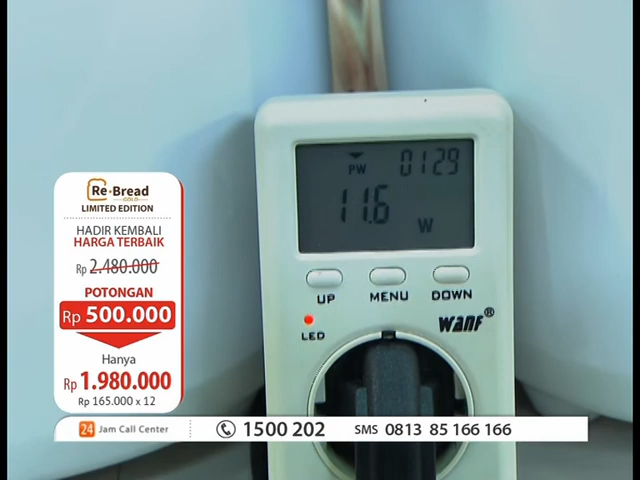 Re•Bread
GOLD
LIMITED EDITION
HADIR KEMBALI
HARGA TERBAIK
Rp 2.480.000
POTONGAN
Rp 500.000
Hanya
Rp 1.980.000
Rp 165.000 x 12
PW 0129
11.6
W
UP MENU DOWN
LED
WANF®
24 Jam Call Center 1500 202 SMS 0813 85 166 166